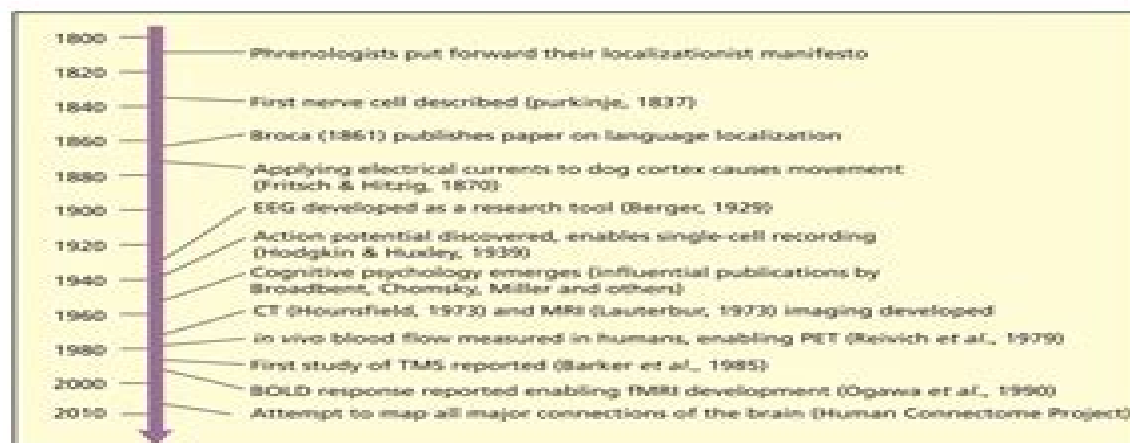 1800
Phrenologists put forward their localizationist manifesto
1820
First nerve cell described (purkinje, 1837)
1840
Broca (1861) publishes paper on language localization
1860
Applying electrical currents to dog cortex causes movement
1880
(Fritsch & Hitzig, 1870)
EEG developed as a research tool (Berger, 1929)
1900
Action potential discovered, enables single-cell recording
1920
(Hodgkin & Huxley, 1939)
Cognitive psychology emerges (influential publications by
1940
Broadbent, Chomsky, Miller and others)
CT (Hounsfield, 1973) and MRI (Lauterbur, 1973) imaging developed
1960
in vivo blood flow measured in humans, enabling PET (Reivich et al., 1979)
1980
First study of TMS reported (Barker et al., 1985)
2000
BOLD response reported enabling fMRI development (Ogawa et al., 1990)
2010
Attempt to map all major connections of the brain (Human Connectome Project)